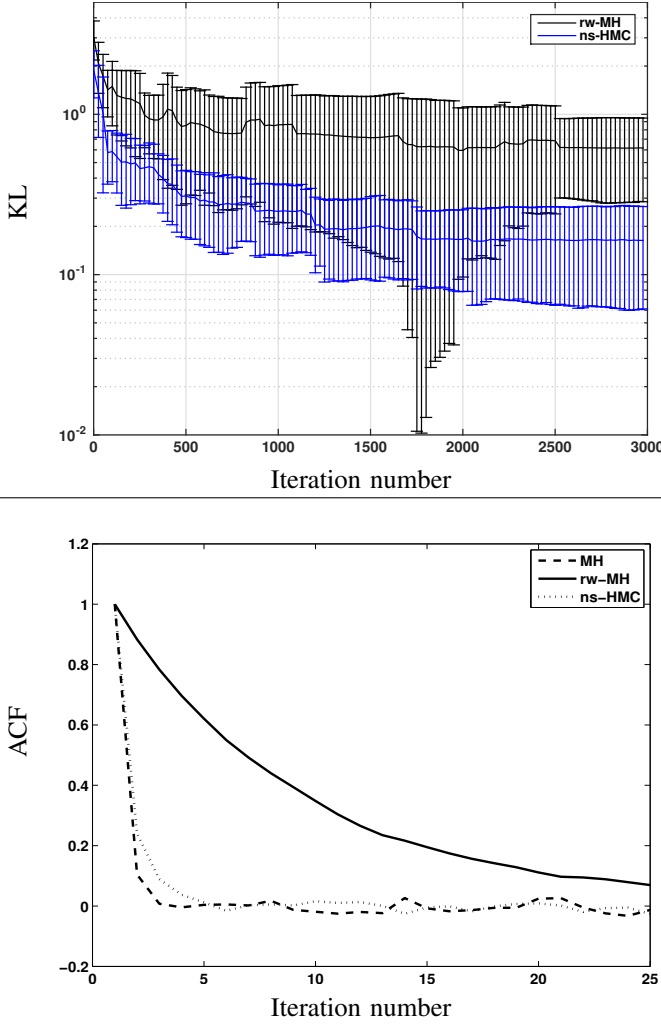 rw-MH
ns-HMC
KL
10^0
10^-1
10^-2
0 500 1000 1500 2000 2500 3000
Iteration number
1.2
MH
rw-MH
ns-HMC
1
0.8
0.6
ACF
0.4
0.2
0
-0.2
0 5 10 15 20 25
Iteration number